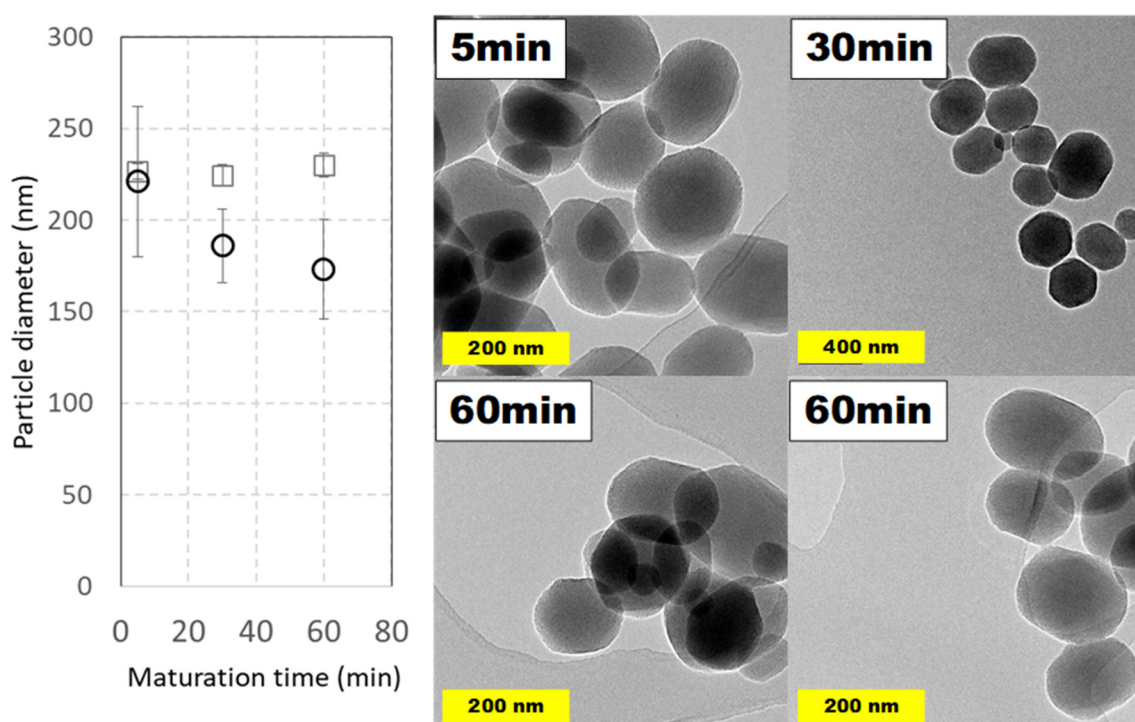 300
250
200
150
100
50
0
0 20 40 60 80
Particle diameter (nm)
Maturation time (min)
5min
200 nm
30min
400 nm
60min
200 nm
60min
200 nm